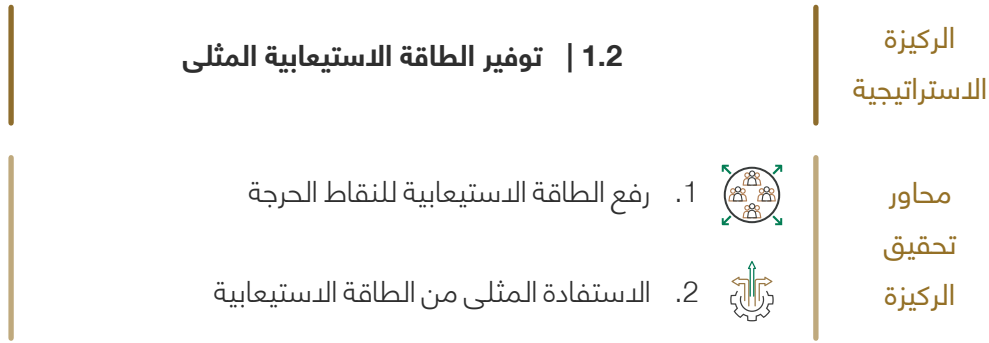 الركيزة
الاستراتيجية
1.2 | توفير الطاقة الاستيعابية المثلى
محاور
تحقيق
الركيزة
1. رفع الطاقة الاستيعابية للنقاط الحرجة
2. الاستفادة المثلى من الطاقة الاستيعابية